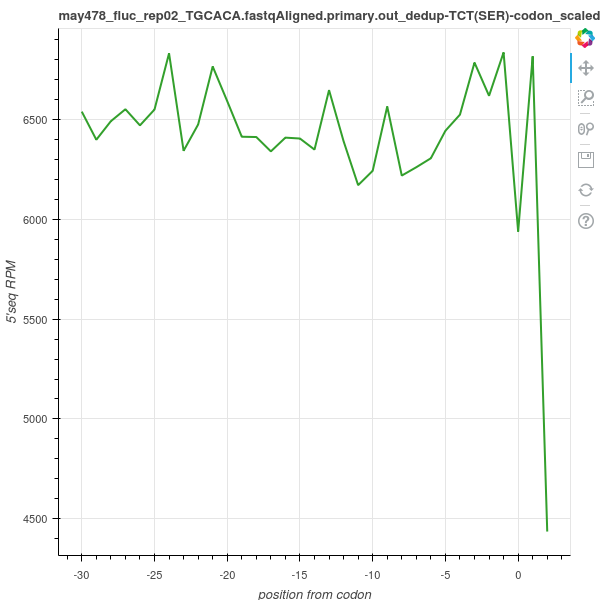 may478_fluc_rep02_TGCACA.fastqAligned.primary.out_dedup-TCT(SER)-codon_scaled
6500
6000
5500
5000
4500
5'seq RPM
-30 -25 -20 -15 -10 -5 0
position from codon